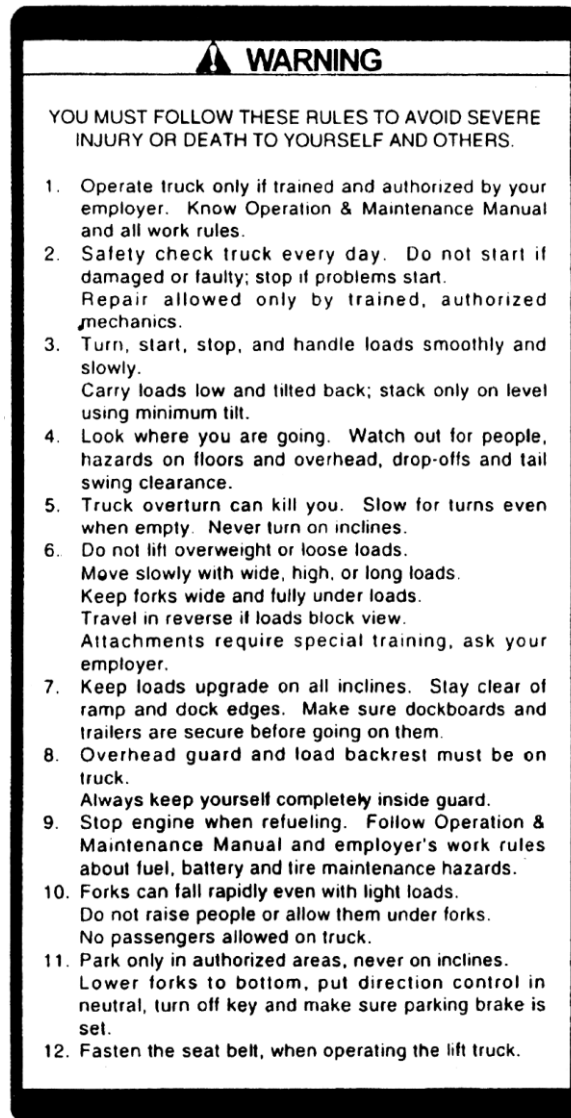 WARNING
YOU MUST FOLLOW THESE RULES TO AVOID SEVERE
INJURY OR DEATH TO YOURSELF AND OTHERS.
1. Operate truck only if trained and authorized by your
employer. Know Operation & Maintenance Manual
and all work rules.
2. Safety check truck every day. Do not start if
damaged or faulty; stop if problems start.
Repair allowed only by trained, authorized
mechanics.
3. Turn, start, stop, and handle loads smoothly and
slowly.
Carry loads low and tilted back; stack only on level
using minimum tilt.
4. Look where you are going. Watch out for people,
hazards on floors and overhead, drop-offs and tail
swing clearance.
5. Truck overturn can kill you. Slow for turns even
when empty. Never turn on inclines.
6. Do not lift overweight or loose loads.
Move slowly with wide, high, or long loads.
Keep forks wide and fully under loads.
Travel in reverse if loads block view.
Attachments require special training, ask your
employer.
7. Keep loads upgrade on all inclines. Stay clear of
ramp and dock edges. Make sure dockboards and
trailers are secure before going on them.
8. Overhead guard and load backrest must be on
truck.
Always keep yourself completely inside guard.
9. Stop engine when refueling. Follow Operation &
Maintenance Manual and employer's work rules
about fuel, battery and tire maintenance hazards.
10. Forks can fall rapidly even with light loads.
Do not raise people or allow them under forks.
No passengers allowed on truck.
11. Park only in authorized areas, never on inclines.
Lower forks to bottom, put direction control in
neutral, turn off key and make sure parking brake is
set.
12. Fasten the seat belt, when operating the lift truck.